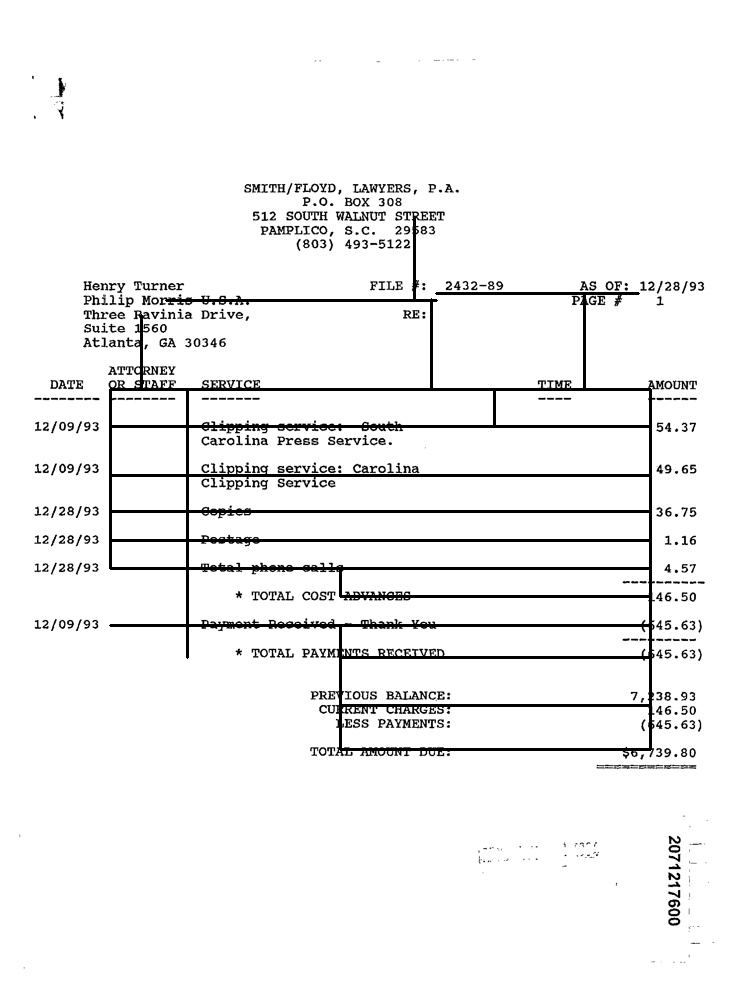 SMITH/FLOYD, LAWYERS, P.A.
P.O. BOX 308
512 SOUTH WALNUT STREET
PAMPLICO, S.C. 29583
(803) 493-5122
Henry Turner FILE #: 2432-89 AS OF: 12/28/93
Philip Morris U.S.A. PAGE # 1
Three Ravinia Drive, RE:
Suite 1560
Atlanta, GA 30346
ATTORNEY
DATE OR STAFF SERVICE TIME AMOUNT
12/09/93 Clipping service: South 54.37
Carolina Press Service.
12/09/93 Clipping service: Carolina 49.65
Clipping Service
12/28/93 Copies 36.75
12/28/93 Postage 1.16
12/28/93 Total phone calls 4.57
* TOTAL COST ADVANCES 146.50
12/09/93 Payment Received - Thank You (645.63)
* TOTAL PAYMENTS RECEIVED (645.63)
PREVIOUS BALANCE: 7,238.93
CURRENT CHARGES: 146.50
LESS PAYMENTS: (645.63)
TOTAL AMOUNT DUE: $6,739.80
2071217600